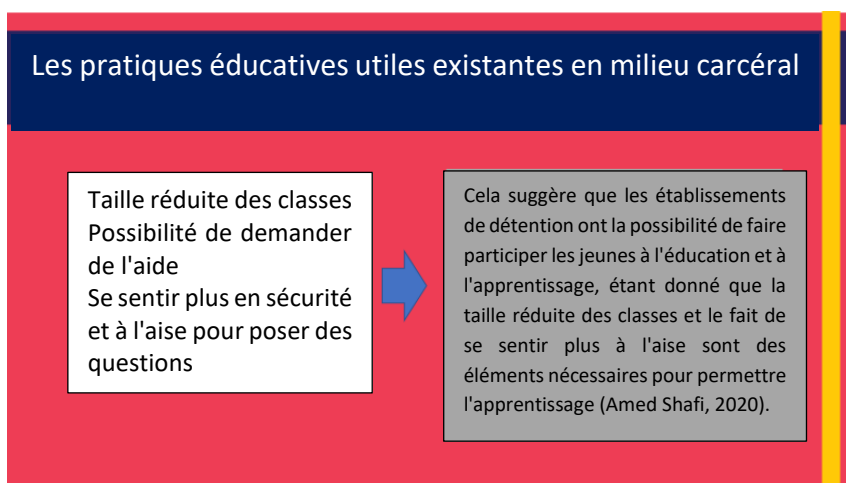 Les pratiques éducatives utiles existantes en milieu carcéral
Taille réduite des classes
Possibilité de demander
de l'aide
Se sentir plus en sécurité
et à l'aise pour poser des
questions
Cela suggère que les établissements
de détention ont la possibilité de faire
participer les jeunes à l'éducation et à
l'apprentissage, étant donné que la
taille réduite des classes et le fait de
se sentir plus à l'aise sont des
éléments nécessaires pour permettre
l'apprentissage (Amed Shafi, 2020).